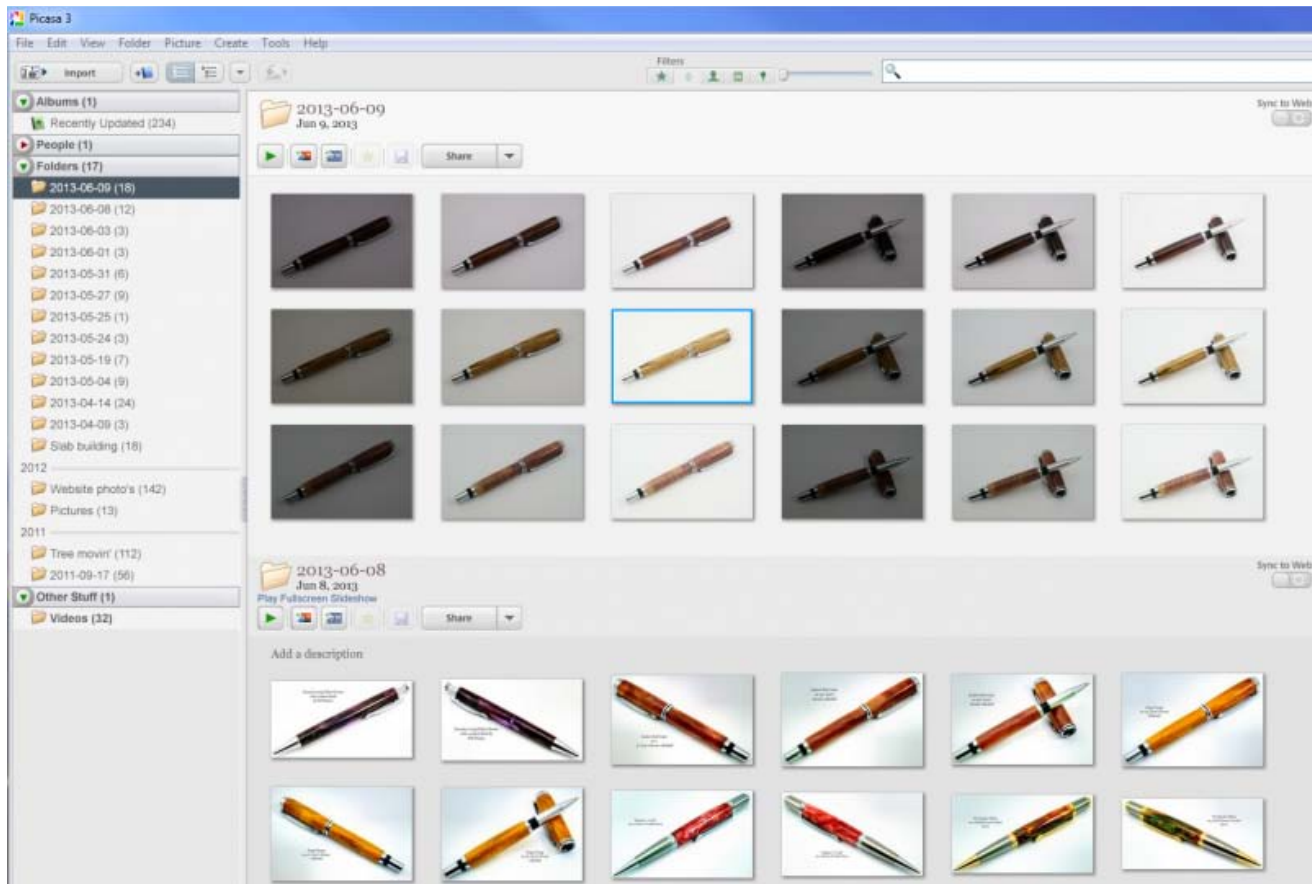 Picasa 3
File Edit View Folder Picture Create Tools Help
Import
Filters
Albums (1)
Recently Updated (234)
People (1)
Folders (17)
2013-06-09 (18)
2013-06-08 (12)
2013-06-03 (3)
2013-06-01 (3)
2013-05-31 (6)
2013-05-27 (9)
2013-05-25 (1)
2013-05-24 (3)
2013-05-19 (7)
2013-05-04 (9)
2013-04-14 (24)
2013-04-09 (3)
Slab building (18)
2012
Website photo's (142)
Pictures (13)
2011
Tree movin' (112)
2011-09-17 (56)
Other Stuff (1)
Videos (32)
2013-06-09
Jun 9, 2013
Sync to Web
Share
2013-06-08
Jun 8, 2013
Sync to Web
Play Fullscreen Slideshow
Share
Add a description